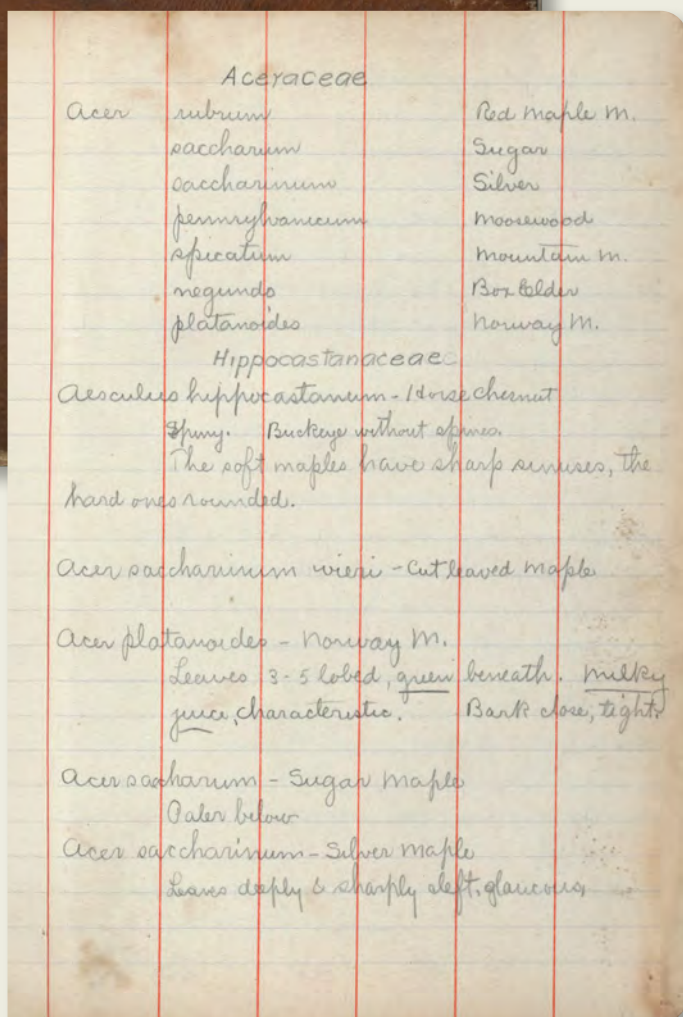 Aceraceae
Acer rubrum Red Maple M.
saccharum Sugar
saccharinum Silver
pennsylvanicum Moosewood
spicatum Mountain M.
negundo Box Elder
platanoides Norway M.
Hippocastanaceae
Aesculus hippocastanum - Horse chesnut
Spiny. Buckeye without spines.
The soft maples have sharp sinuses, the
hard ones rounded.
Acer saccharinum wieri - Cut leaved Maple
Acer platanoides - Norway M.
Leaves 3-5 lobed, green beneath. Milky
juice, characteristic. Bark close, tight
Acer saccharum - Sugar Maple
Paler below
Acer saccharinum - Silver Maple
Leaves deeply & sharply cleft, glaucous,